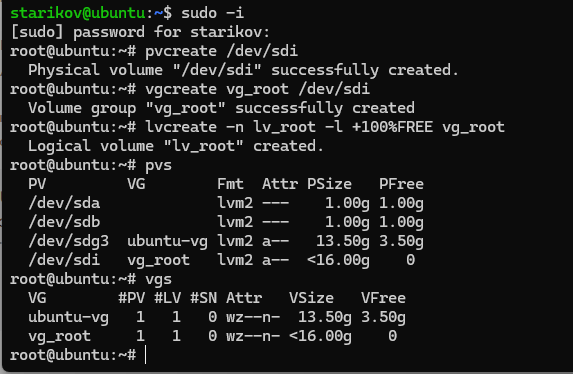 starikov@ubuntu:~$ sudo -i
[sudo] password for starikov:
root@ubuntu:~# pvcreate /dev/sdi
  Physical volume "/dev/sdi" successfully created.
root@ubuntu:~# vgcreate vg_root /dev/sdi
  Volume group "vg_root" successfully created
root@ubuntu:~# lvcreate -n lv_root -l +100%FREE vg_root
  Logical volume "lv_root" created.
root@ubuntu:~# pvs
  PV         VG        Fmt  Attr PSize   PFree
  /dev/sda             lvm2 ---    1.00g 1.00g
  /dev/sdb             lvm2 ---    1.00g 1.00g
  /dev/sdg3  ubuntu-vg lvm2 a--   13.50g 3.50g
  /dev/sdi   vg_root   lvm2 a--  <16.00g    0
root@ubuntu:~# vgs
  VG        #PV #LV #SN Attr   VSize   VFree
  ubuntu-vg   1   1   0 wz--n-  13.50g 3.50g
  vg_root     1   1   0 wz--n- <16.00g    0
root@ubuntu:~#